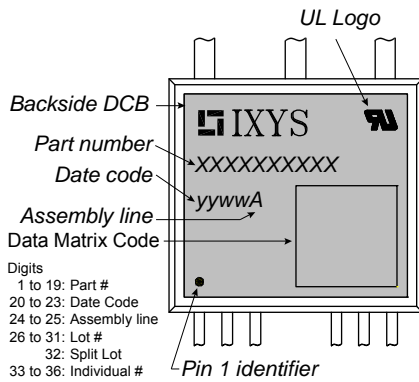 UL Logo
Backside DCB
IXYS
Part number
XXXXXXXXXX
Date code
yywwA
Assembly line
Data Matrix Code
Digits
1 to 19: Part #
20 to 23: Date Code
24 to 25: Assembly line
26 to 31: Lot #
32: Split Lot
33 to 36: Individual #
Pin 1 identifier